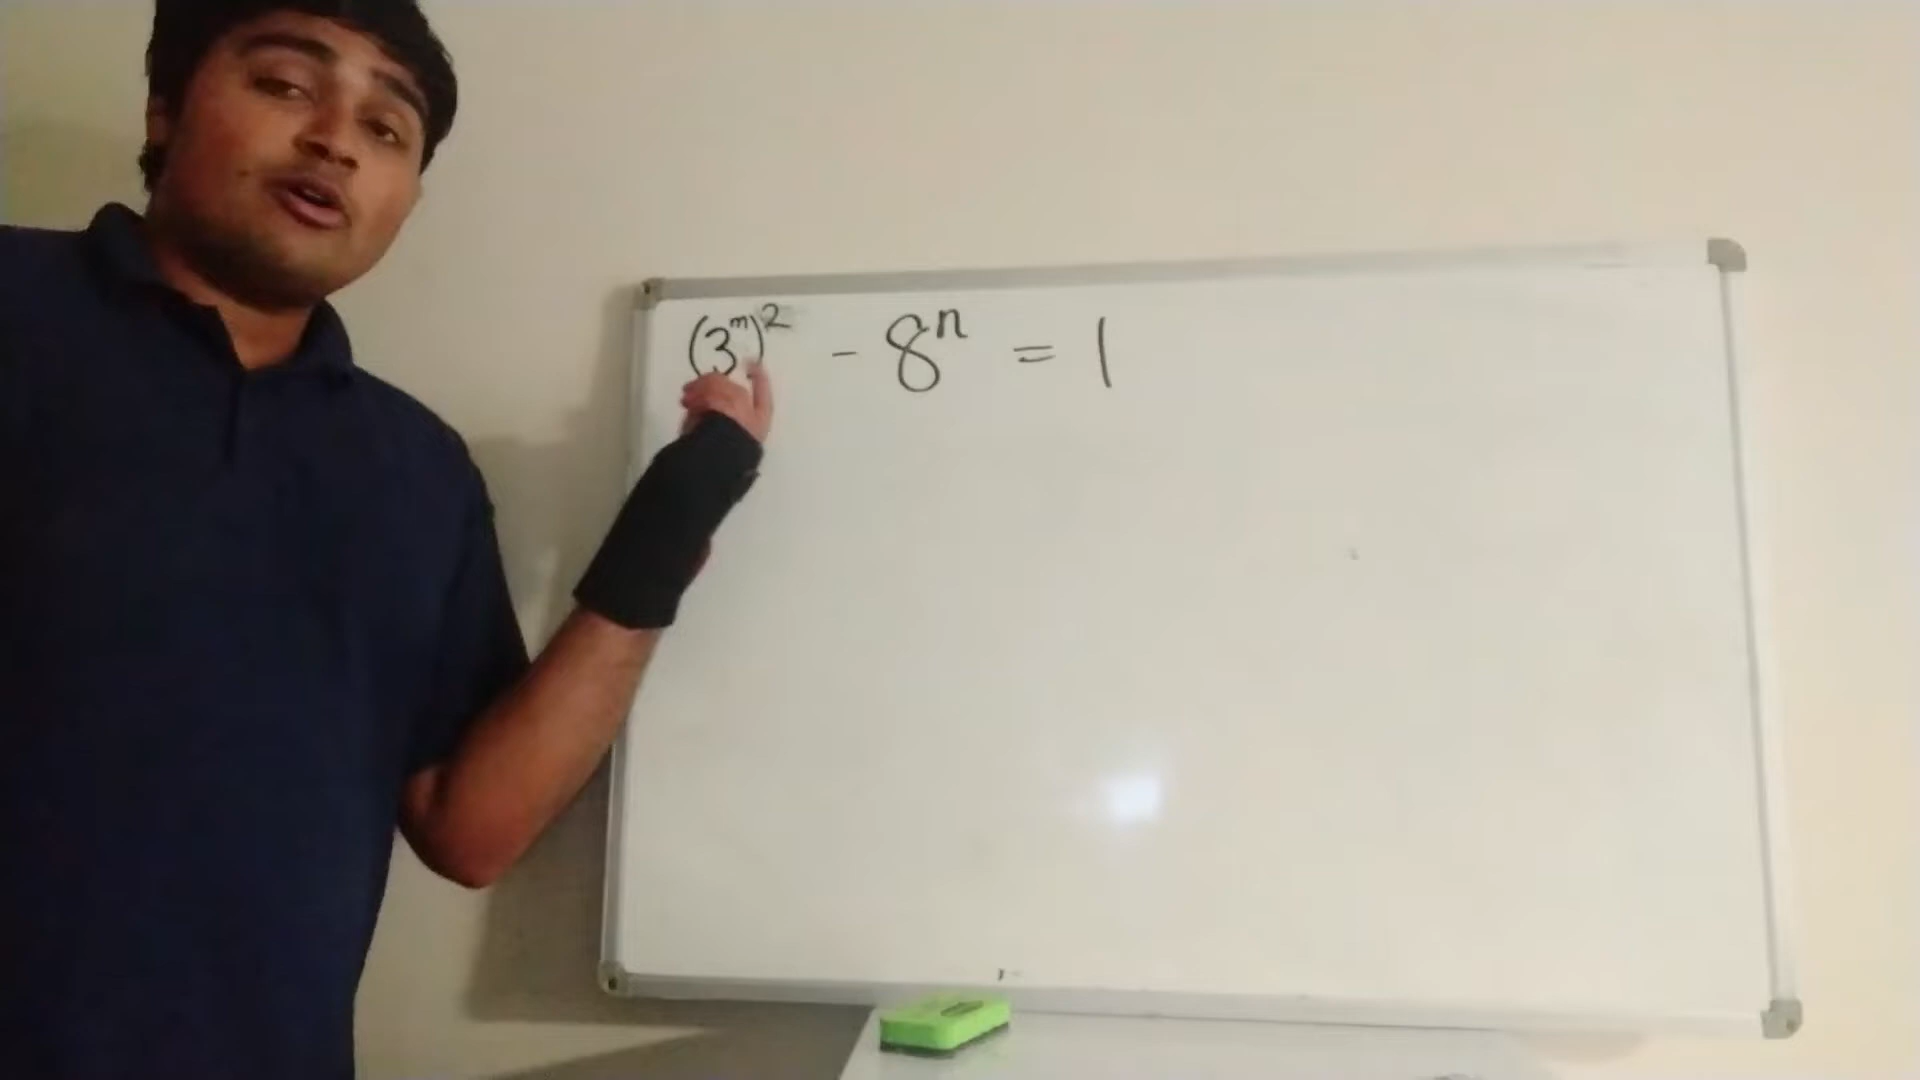 (3^m)^2 - 8^n = 1